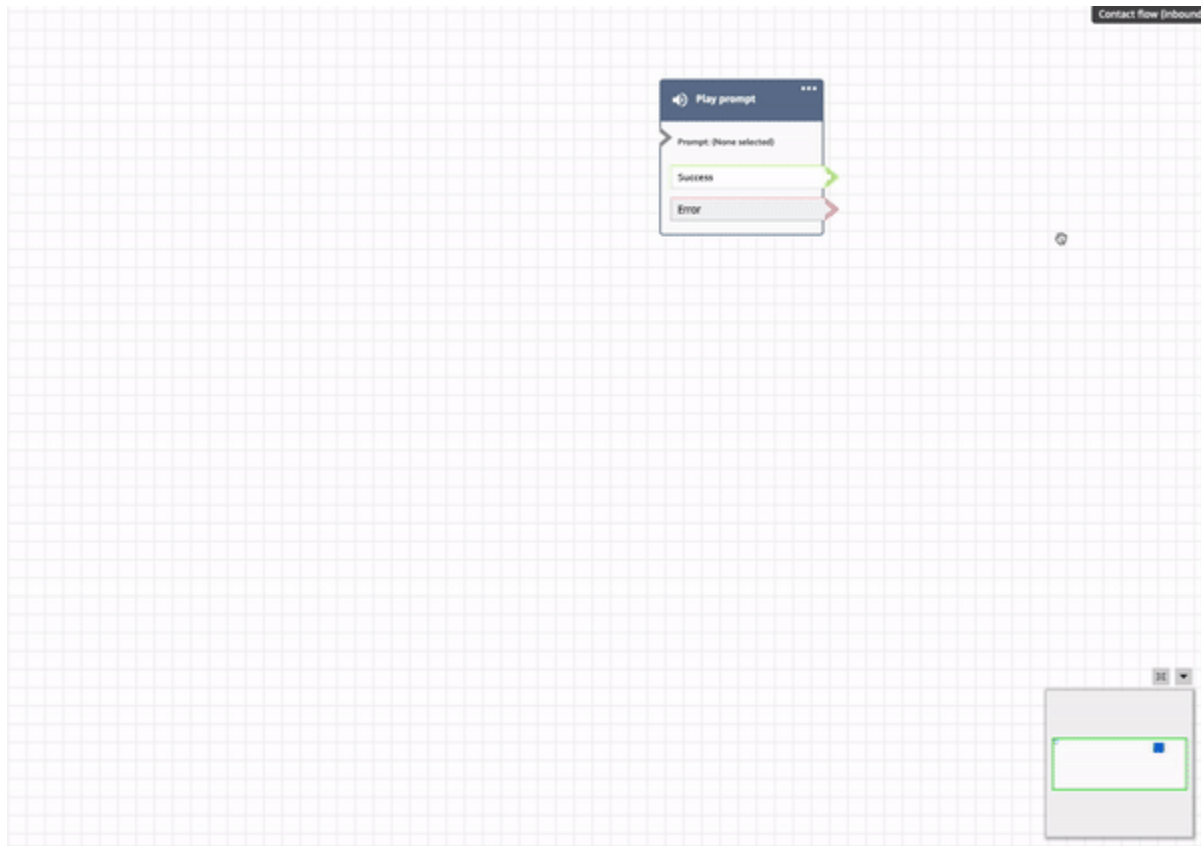 Contact flow (inbound
Play prompt
Prompt: (None selected)
Success
Error